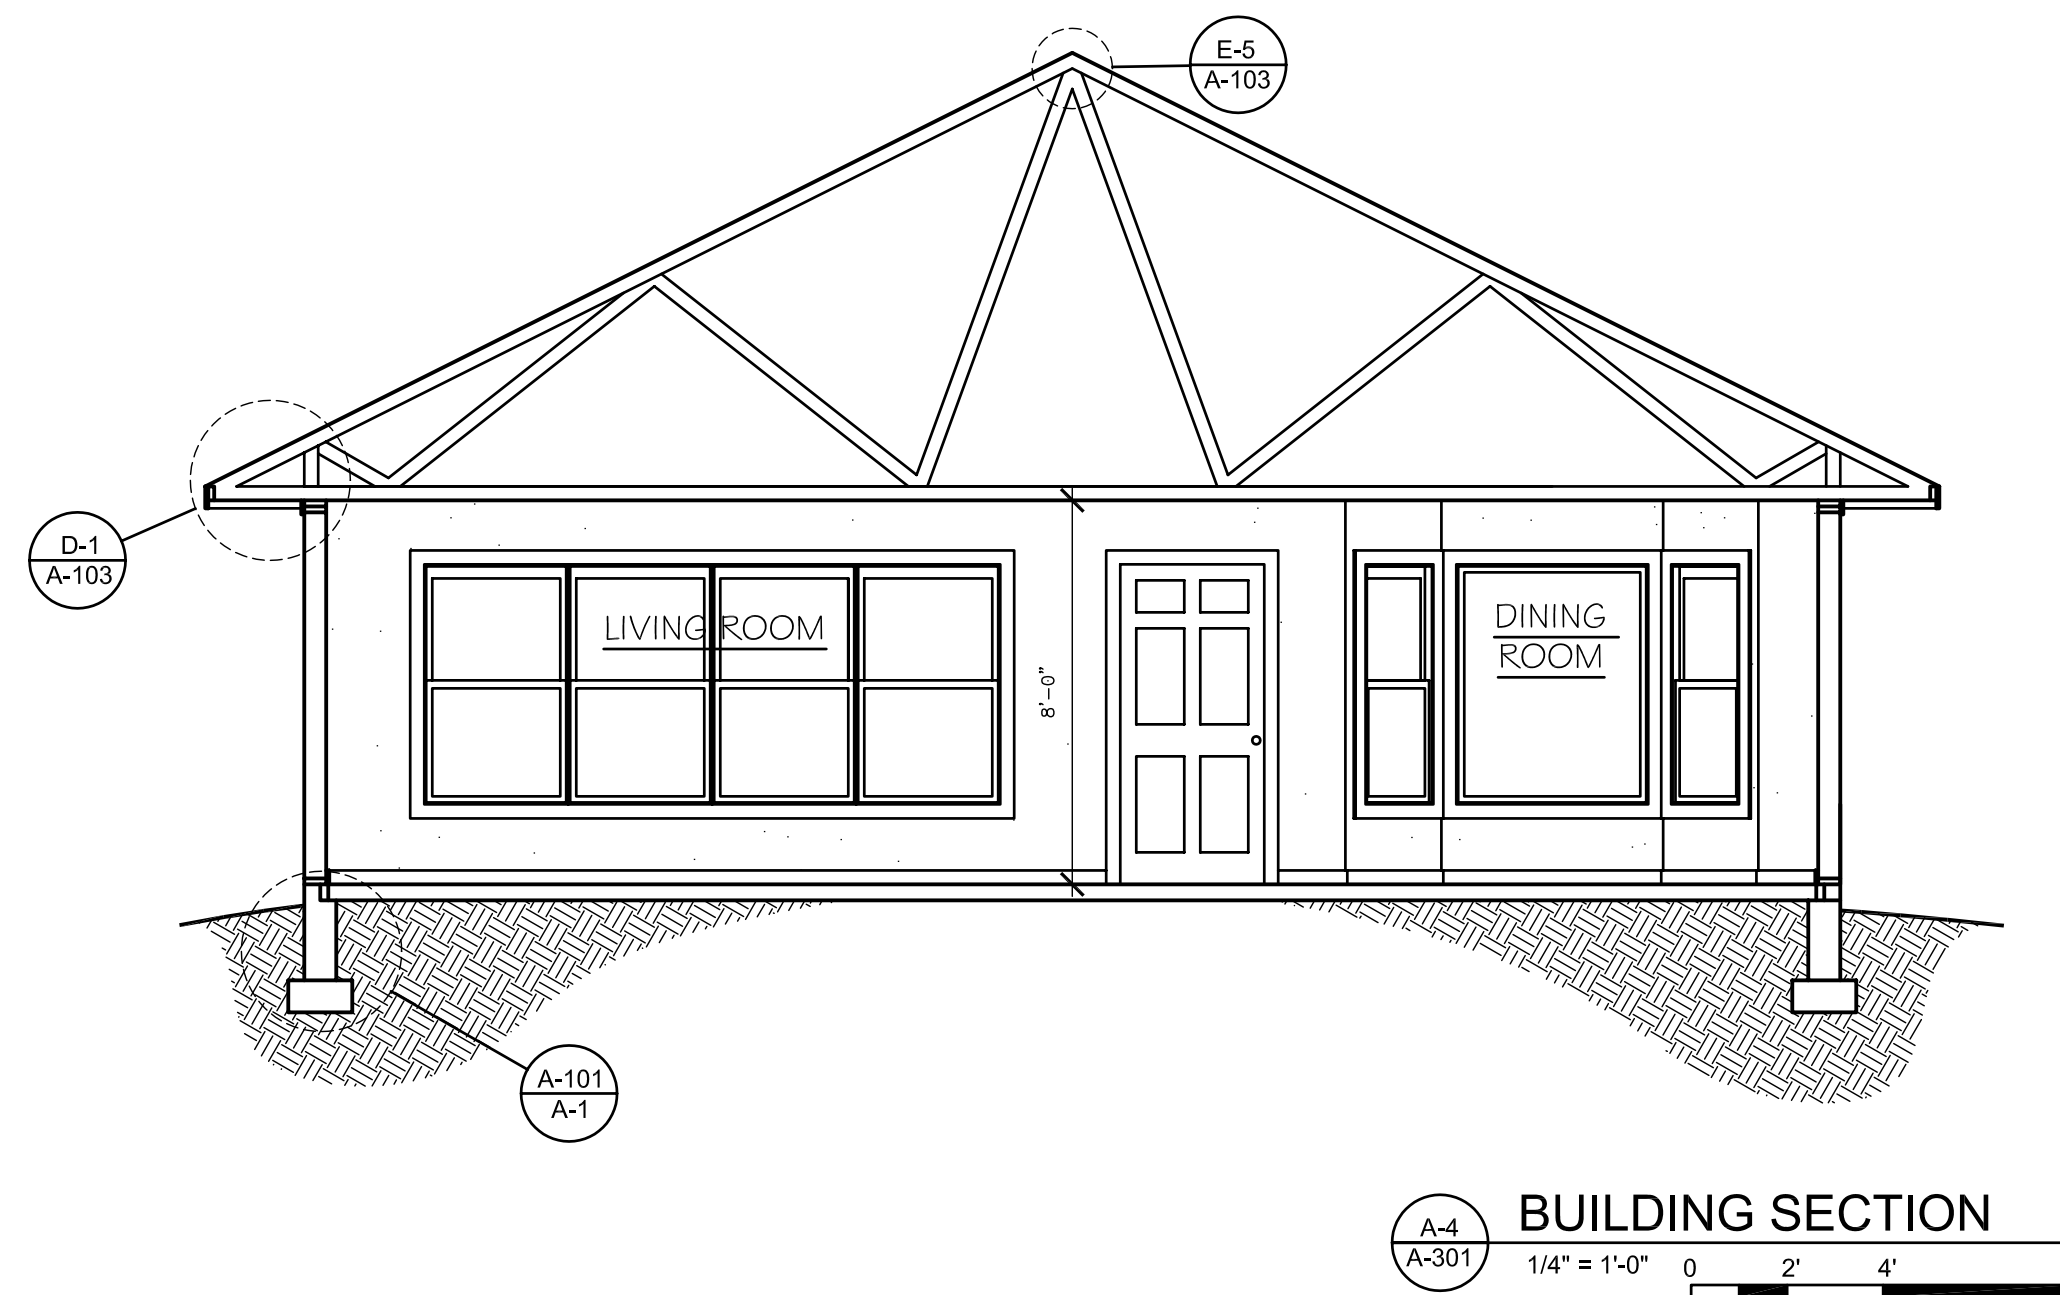 E-5
A-103
D-1
A-103
LIVING ROOM
DINING
ROOM
8'-0"
A-101
A-1
A-4
A-301
BUILDING SECTION
1/4" = 1'-0"
0 2' 4'